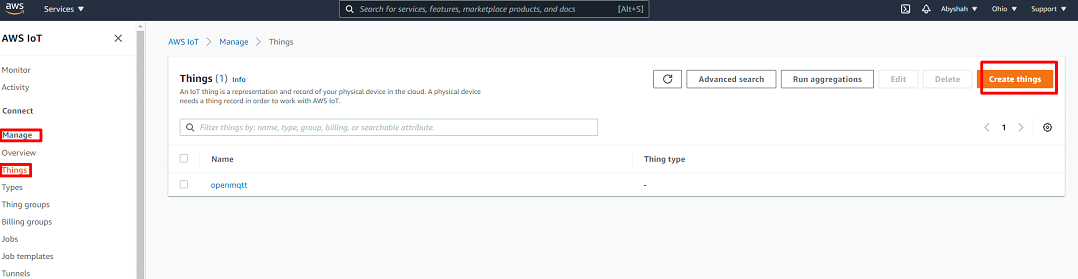 aws Services Search for services, features, marketplace products, and docs [Alt+S] Abyshah Ohio Support
AWS IoT
Monitor
Activity
Connect
Manage
Overview
Things
Types
Thing groups
Billing groups
Jobs
Job templates
Tunnels
AWS IoT > Manage > Things
Things (1) Info
An IoT thing is a representation and record of your physical device in the cloud. A physical device
needs a thing record in order to work with AWS IoT.
Advanced search Run aggregations Edit Delete Create things
Filter things by: name, type, group, billing, or searchable attribute.
< 1 >
Name Thing type
openmqtt -